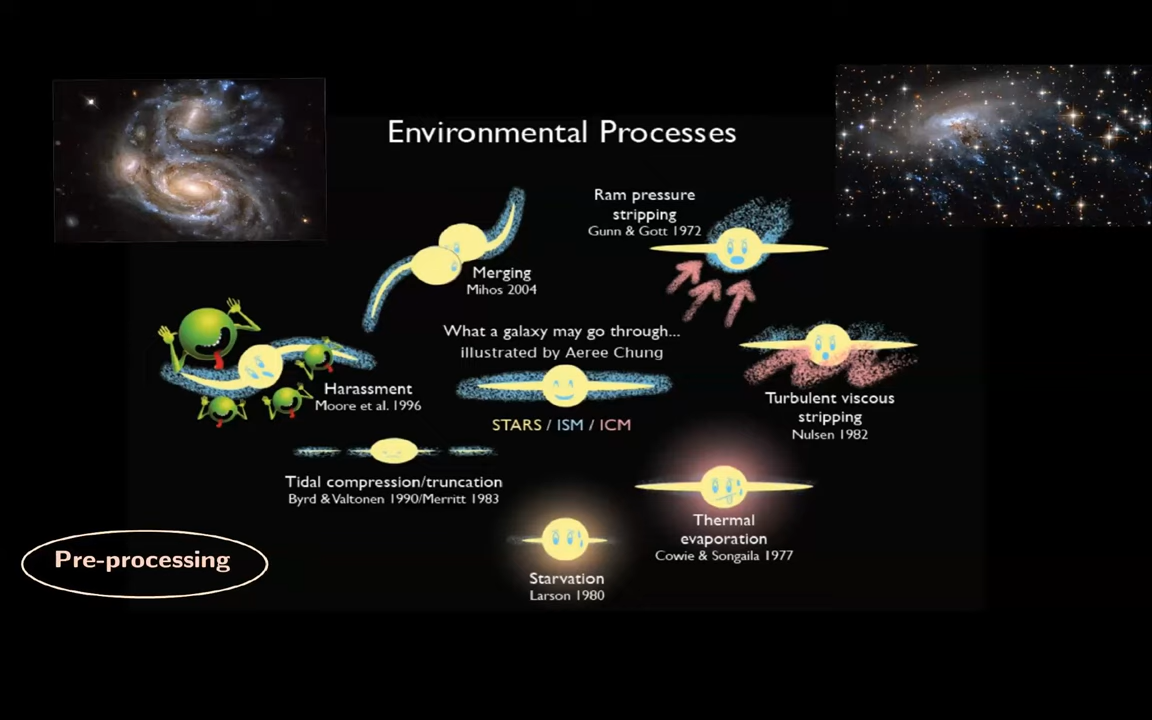 Environmental Processes
Ram pressure
stripping
Gunn & Gott 1972
Merging
Mihos 2004
What a galaxy may go through...
illustrated by Aeree Chung
Harassment
Moore et al. 1996
STARS / ISM / ICM
Turbulent viscous
stripping
Nulsen 1982
Tidal compression/truncation
Byrd & Valtonen 1990/Merritt 1983
Thermal
evaporation
Cowie & Songaila 1977
Pre-processing
Starvation
Larson 1980